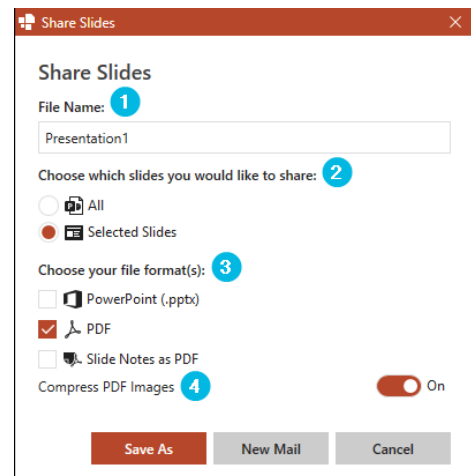 Share Slides
Share Slides
File Name: 1
Presentation1
Choose which slides you would like to share: 2
All
Selected Slides
Choose your file format(s): 3
PowerPoint (.pptx)
PDF
Slide Notes as PDF
Compress PDF Images 4 On
Save As New Mail Cancel